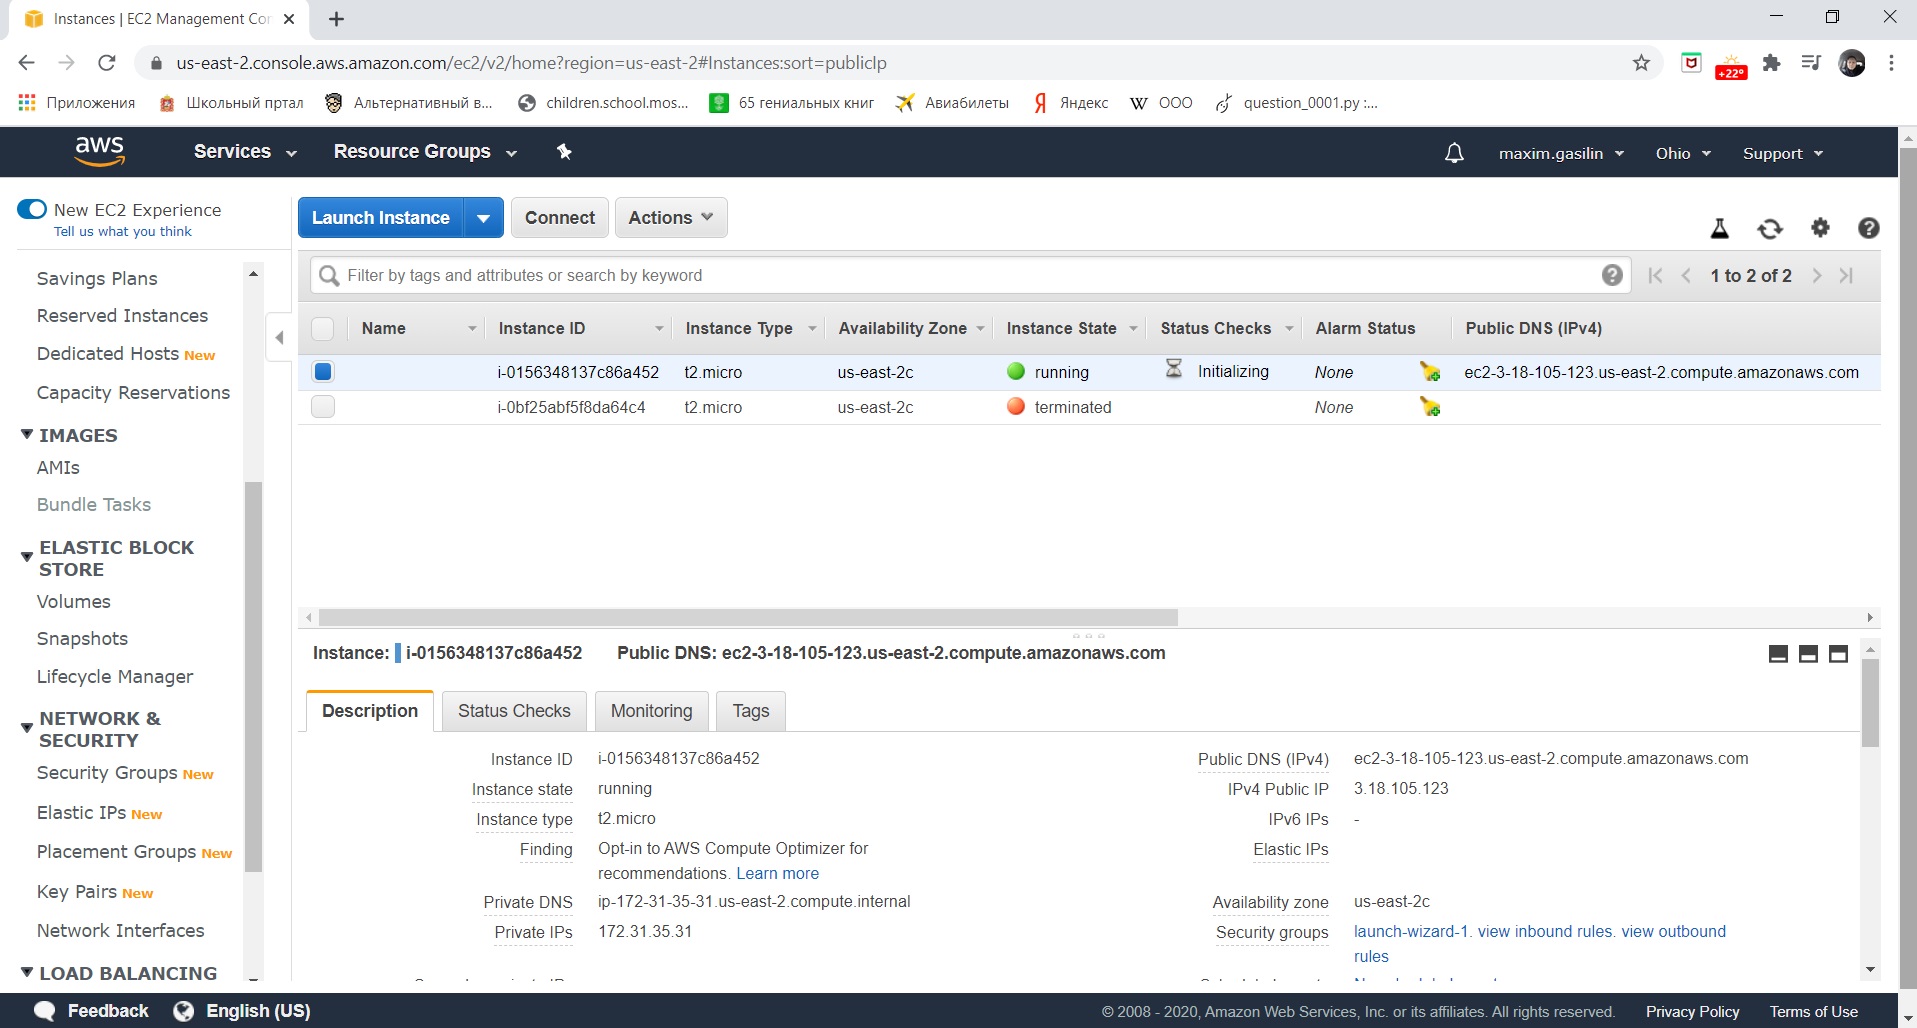 Instances | EC2 Management Con
us-east-2.console.aws.amazon.com/ec2/v2/home?region=us-east-2#Instances:sort=publicIp
+22°
Приложения Школьный пртал Альтернативный в... children.school.mos... 65 гениальных книг Авиабилеты Яндекс ООО question_0001.py :...
aws Services Resource Groups maxim.gasilin Ohio Support
New EC2 Experience
Tell us what you think
Savings Plans
Reserved Instances
Dedicated Hosts New
Capacity Reservations
IMAGES
AMIs
Bundle Tasks
ELASTIC BLOCK
STORE
Volumes
Snapshots
Lifecycle Manager
NETWORK &
SECURITY
Security Groups New
Elastic IPs New
Placement Groups New
Key Pairs New
Network Interfaces
LOAD BALANCING
Launch Instance Connect Actions
Filter by tags and attributes or search by keyword 1 to 2 of 2
Name Instance ID Instance Type Availability Zone Instance State Status Checks Alarm Status Public DNS (IPv4)
i-0156348137c86a452 t2.micro us-east-2c running Initializing None ec2-3-18-105-123.us-east-2.compute.amazonaws.com
i-0bf25abf5f8da64c4 t2.micro us-east-2c terminated None
Instance: i-0156348137c86a452 Public DNS: ec2-3-18-105-123.us-east-2.compute.amazonaws.com
Description Status Checks Monitoring Tags
Instance ID i-0156348137c86a452 Public DNS (IPv4) ec2-3-18-105-123.us-east-2.compute.amazonaws.com
Instance state running IPv4 Public IP 3.18.105.123
Instance type t2.micro IPv6 IPs -
Finding Opt-in to AWS Compute Optimizer for Elastic IPs
recommendations. Learn more
Private DNS ip-172-31-35-31.us-east-2.compute.internal Availability zone us-east-2c
Private IPs 172.31.35.31 Security groups launch-wizard-1. view inbound rules. view outbound
rules
Feedback English (US) © 2008 - 2020, Amazon Web Services, Inc. or its affiliates. All rights reserved. Privacy Policy Terms of Use